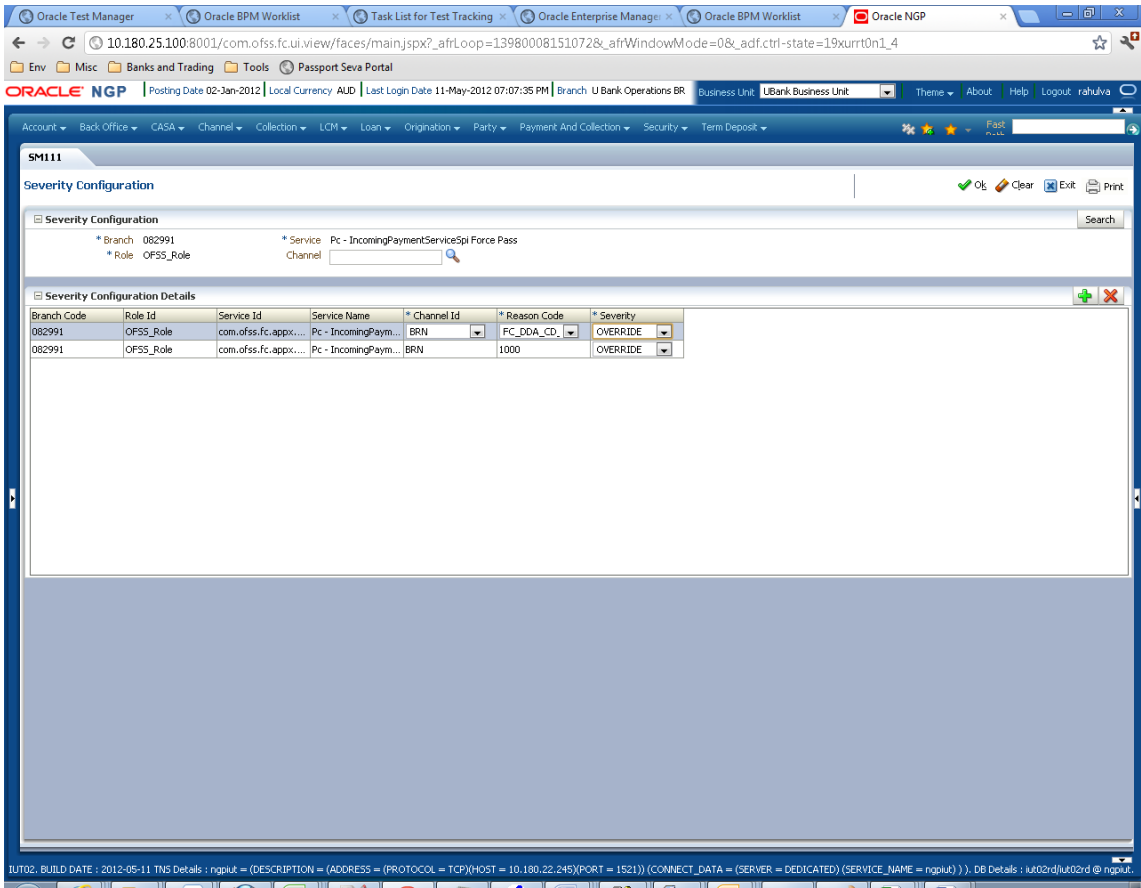 Oracle Test Manager
Oracle BPM Worklist
Task List for Test Tracking
Oracle Enterprise Manager
Oracle BPM Worklist
Oracle NGP
10.180.25.100:8001/com.ofss.fc.ui.view/faces/main.jspx?_afrLoop=13980008151072&_afrWindowMode=0&_adf.ctrl-state=19xurrt0n1_4
Env Misc Banks and Trading Tools Passport Seva Portal
ORACLE NGP Posting Date 02-Jan-2012 Local Currency AUD Last Login Date 11-May-2012 07:07:35 PM Branch U Bank Operations BR Business Unit UBank Business Unit Theme About Help Logout rahulva
Account Back Office CASA Channel Collection LCM Loan Origination Party Payment And Collection Security Term Deposit Fast
SM111
Severity Configuration Ok Clear Exit Print
Severity Configuration Search
* Branch 082991 * Service Pc - IncomingPaymentServiceSpi Force Pass
* Role OFSS_Role Channel
Severity Configuration Details
Branch Code Role Id Service Id Service Name * Channel Id * Reason Code * Severity
082991 OFSS_Role com.ofss.fc.appx.... Pc - IncomingPaym... BRN FC_DDA_CD_ OVERRIDE
082991 OFSS_Role com.ofss.fc.appx.... Pc - IncomingPaym... BRN 1000 OVERRIDE
IUT02. BUILD DATE : 2012-05-11 TNS Details : ngpiut = (DESCRIPTION = (ADDRESS = (PROTOCOL = TCP)(HOST = 10.180.22.245)(PORT = 1521)) (CONNECT_DATA = (SERVER = DEDICATED) (SERVICE_NAME = ngpiut) ) ). DB Details : iut02rd/iut02rd @ ngpiut.